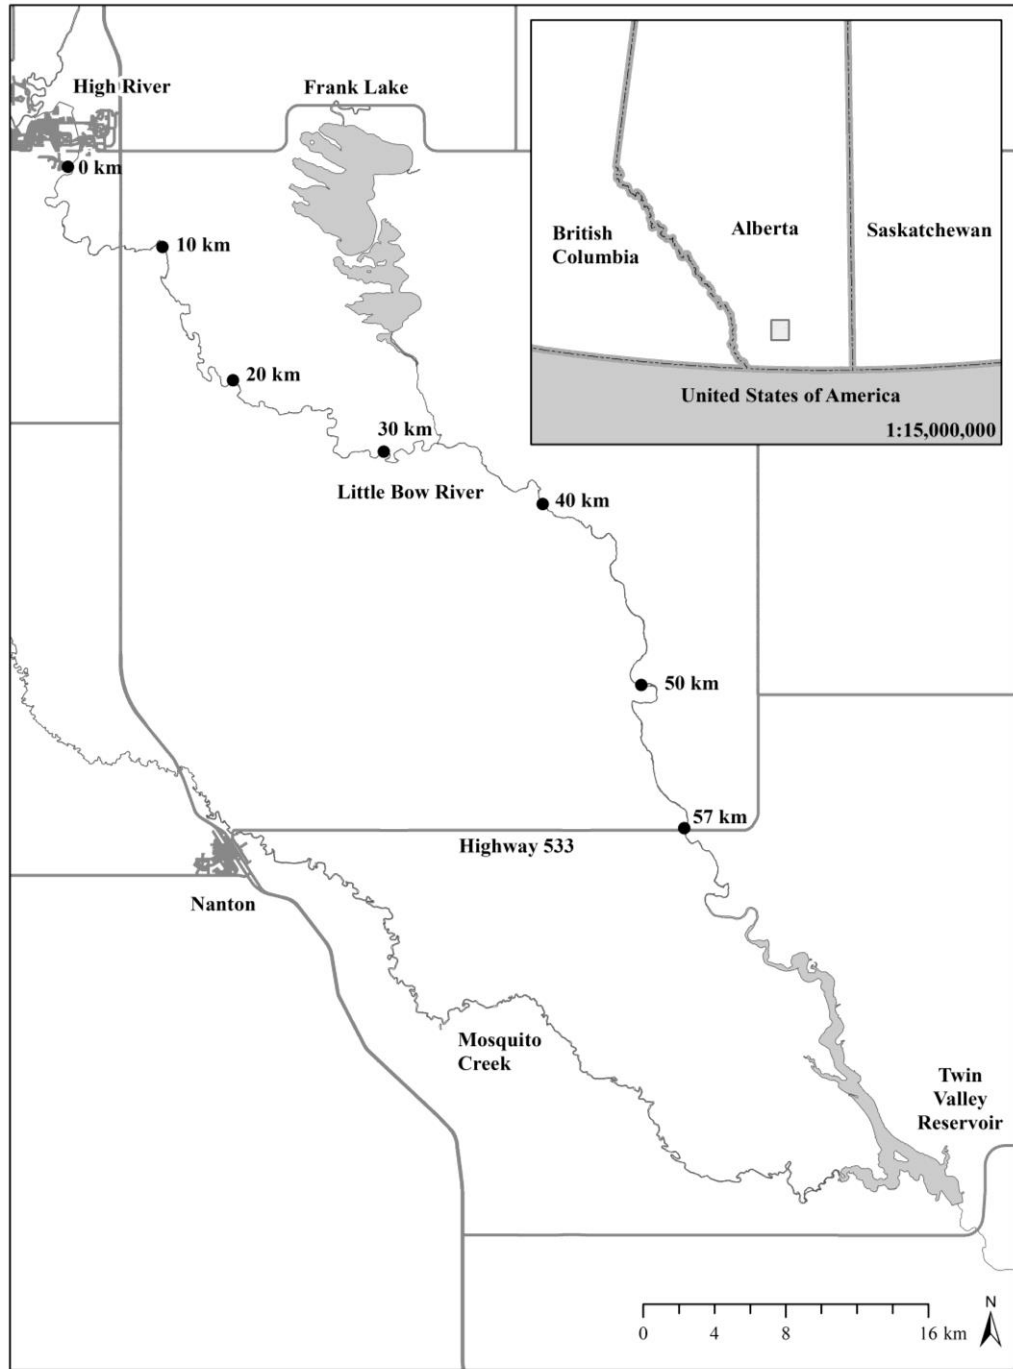 High River
Frank Lake
0 km
10 km
20 km
30 km
Little Bow River
40 km
50 km
57 km
Highway 533
Nanton
Mosquito
Creek
Twin
Valley
Reservoir
British
Columbia
Alberta
Saskatchewan
United States of America
1:15,000,000
N
0 4 8 16 km